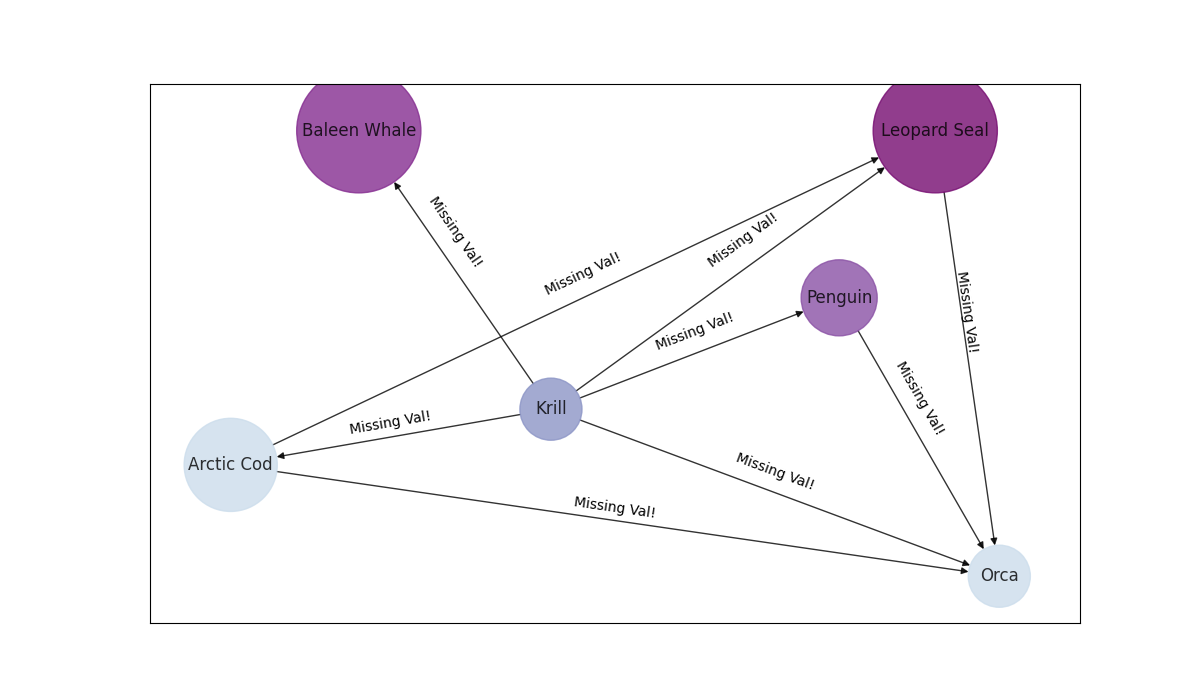 Baleen Whale
Leopard Seal
Missing Val!
Missing Val!
Missing Val!
Penguin
Missing Val!
Missing Val!
Missing Val!
Krill
Missing Val!
Arctic Cod
Missing Val!
Missing Val!
Orca